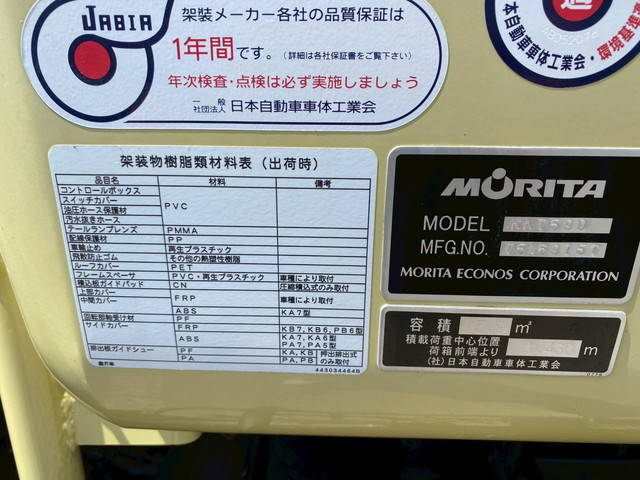 JABIA
架装メーカー各社の品質保証は
1年間です。（詳細は各社保証書をご覧下さい）
年次検査・点検は必ず実施しましょう
一般社団法人 日本自動車車体工業会
日本自動車車体工業会・環境基準適
架装物樹脂類材料表（出荷時）
品目名 材料 備考
コントロールボックス
スイッチカバー
油圧ホース保護材 PVC
汚水抜きホース
テールランプレンズ PMMA
配線保護材 PP
車輪止め 再生プラスチック
飛散防止ゴム その他の熱塑性樹脂
ルーフカバー PET
フレームスペーサ PVC・再生プラスチック 車種により取付
積込板ガイドパッド CN 圧縮積込式のみ取付
上部カバー FRP 車種により取付
中間カバー
ABS KA7型
回転部軸受け材 PF
サイドカバー FRP KB7, KB6, PB6型
ABS KA7, KA6型
PA7, PA5型
排出板ガイドシュー PF KA, KB 押出排出式
PA PA, PB のみ取付
443034464B
MORITA
MODEL
MFG.NO.
MORITA ECONOS CORPORATION
容積 m³
積載荷重中心位置
荷箱前端より m
（社）日本自動車車体工業会